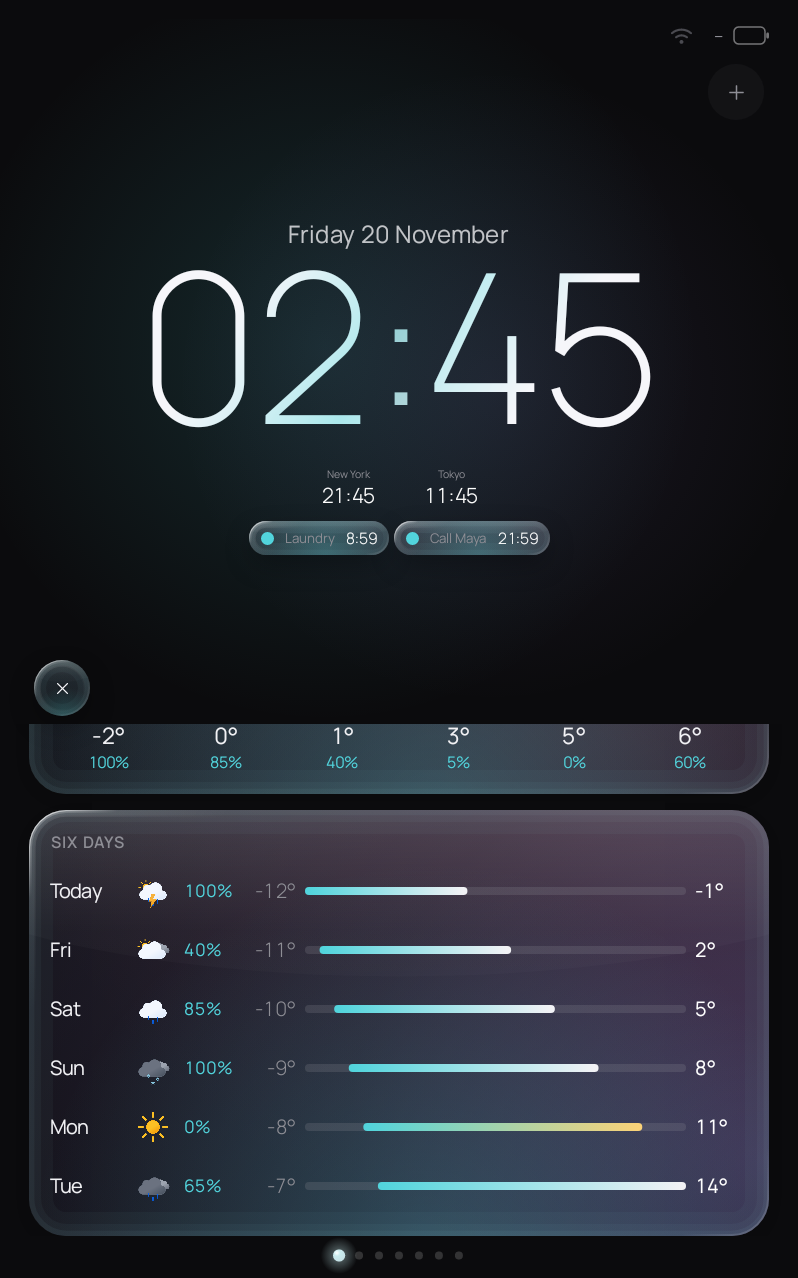 Friday 20 November
02:45
New York Tokyo
21:45 11:45
Laundry 8:59 Call Maya 21:59
-2° 0° 1° 3° 5° 6°
100% 85% 40% 5% 0% 60%
SIX DAYS
Today 100% -12° -1°
Fri 40% -11° 2°
Sat 85% -10° 5°
Sun 100% -9° 8°
Mon 0% -8° 11°
Tue 65% -7° 14°